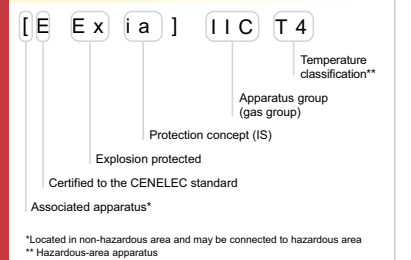 [ E Ex ia ] IIC T4
Temperature
classification**
Apparatus group
(gas group)
Protection concept (IS)
Explosion protected
Certified to the CENELEC standard
Associated apparatus*
*Located in non-hazardous area and may be connected to hazardous area
** Hazardous-area apparatus